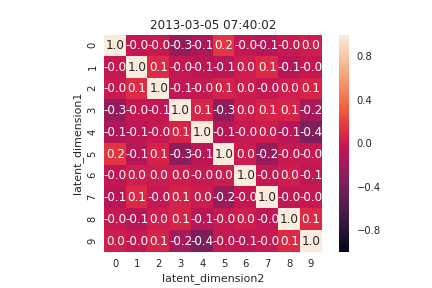 2013-03-05 07:40:02
latent_dimension1
0 1.0 -0.0 -0.0 -0.3 -0.1 0.2 -0.0 -0.1 -0.0 0.0
1 -0.0 1.0 0.1 -0.0 -0.1 -0.1 0.0 0.1 -0.1 -0.0
2 -0.0 0.1 1.0 -0.1 -0.0 0.1 0.0 -0.0 0.0 0.1
3 -0.3 -0.0 -0.1 1.0 0.1 -0.3 0.0 0.1 0.1 -0.2
4 -0.1 -0.1 -0.0 0.1 1.0 -0.1 -0.0 0.0 -0.1 -0.4
5 0.2 -0.1 0.1 -0.3 -0.1 1.0 0.0 -0.2 -0.0 -0.0
6 -0.0 0.0 0.0 0.0 -0.0 0.0 1.0 -0.0 -0.0 -0.1
7 -0.1 0.1 -0.0 0.1 0.0 -0.2 -0.0 1.0 -0.0 0.0
8 -0.0 -0.1 0.0 0.1 -0.1 -0.0 -0.0 -0.0 1.0 0.1
9 0.0 -0.0 0.1 -0.2 -0.4 -0.0 -0.1 0.0 0.1 1.0
0 1 2 3 4 5 6 7 8 9
latent_dimension2
0.8
0.4
0.0
-0.4
-0.8